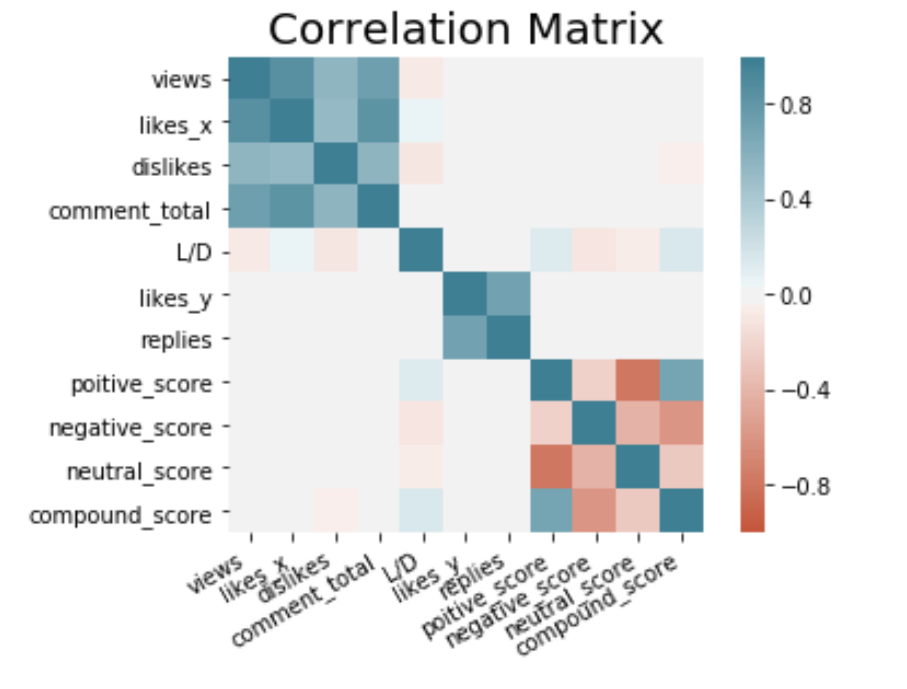 Correlation Matrix
views
likes_x
dislikes
comment_total
L/D
likes_y
replies
poitive_score
negative_score
neutral_score
compound_score
0.8
0.4
0.0
−0.4
−0.8
views
likes_x
dislikes
comment_total
L/D
likes_y
replies
poitive_score
negative_score
neutral_score
compound_score